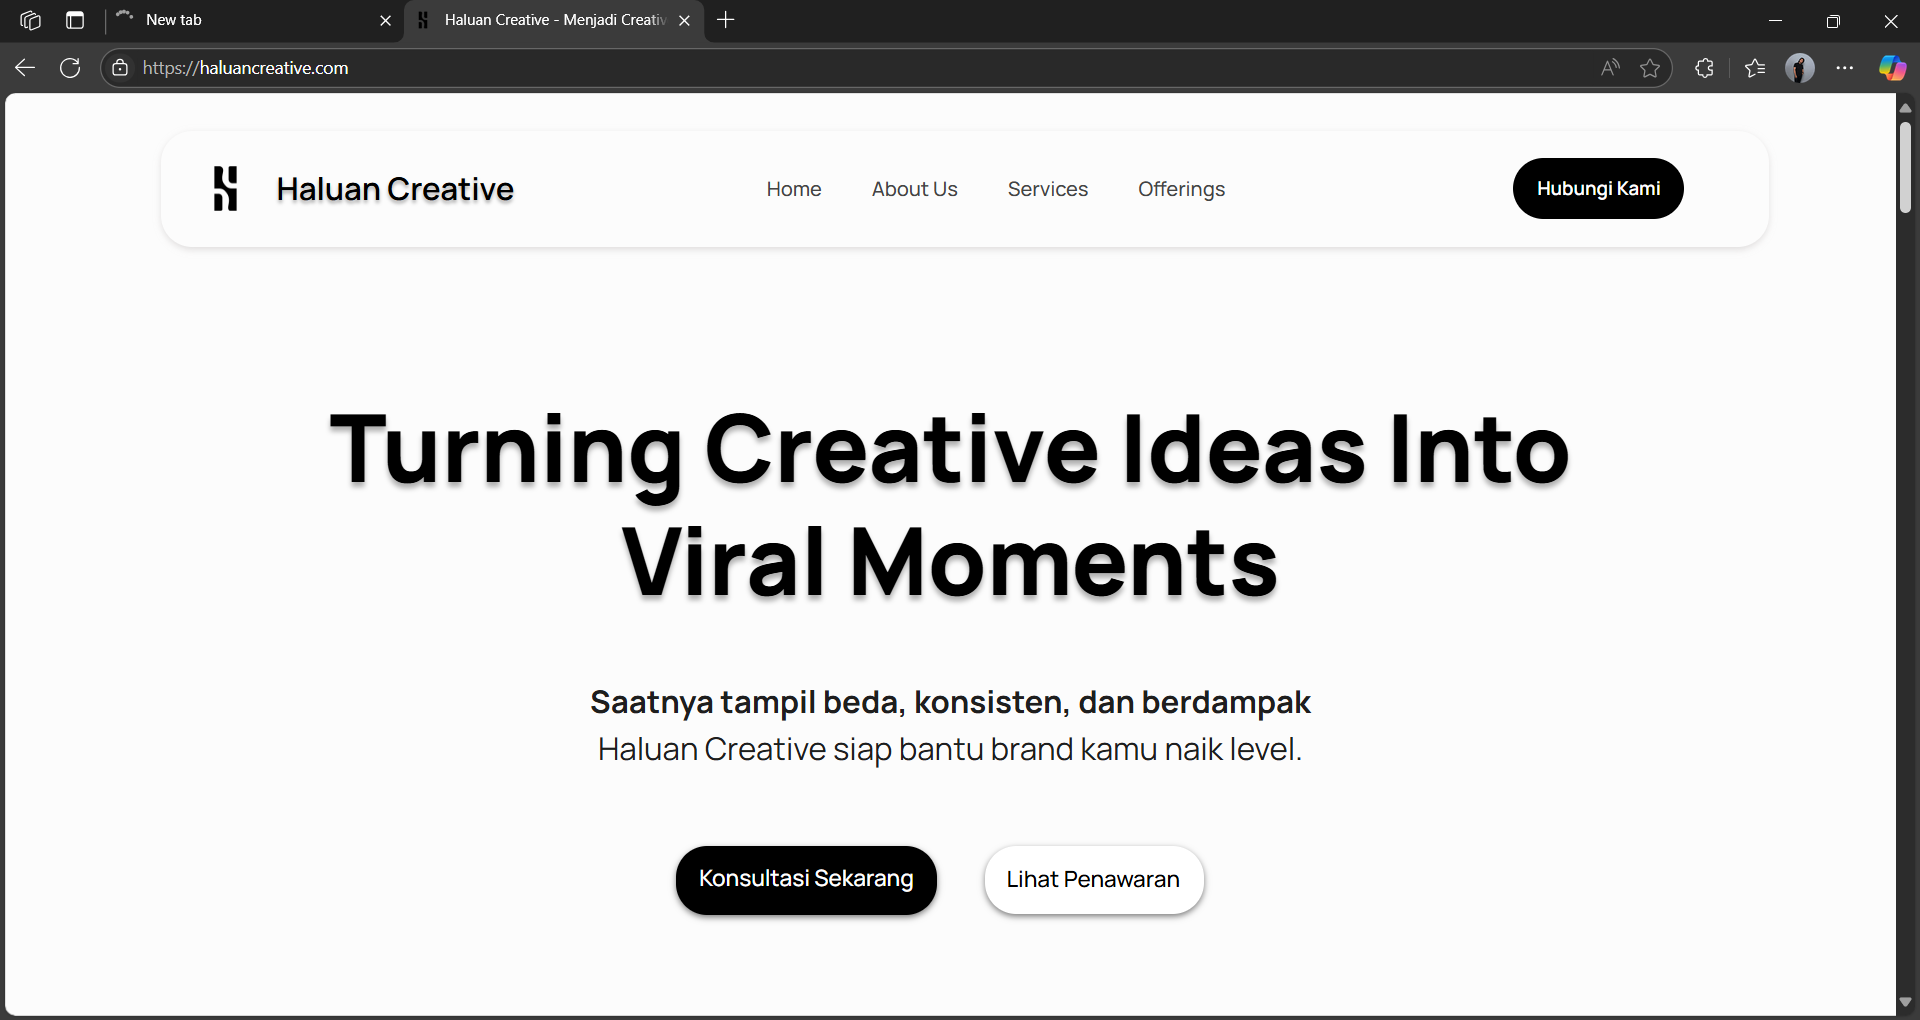 New tab
Haluan Creative - Menjadi Creativ
https://haluancreative.com
Haluan Creative
Home
About Us
Services
Offerings
Hubungi Kami
Turning Creative Ideas Into
Viral Moments
Saatnya tampil beda, konsisten, dan berdampak
Haluan Creative siap bantu brand kamu naik level.
Konsultasi Sekarang
Lihat Penawaran